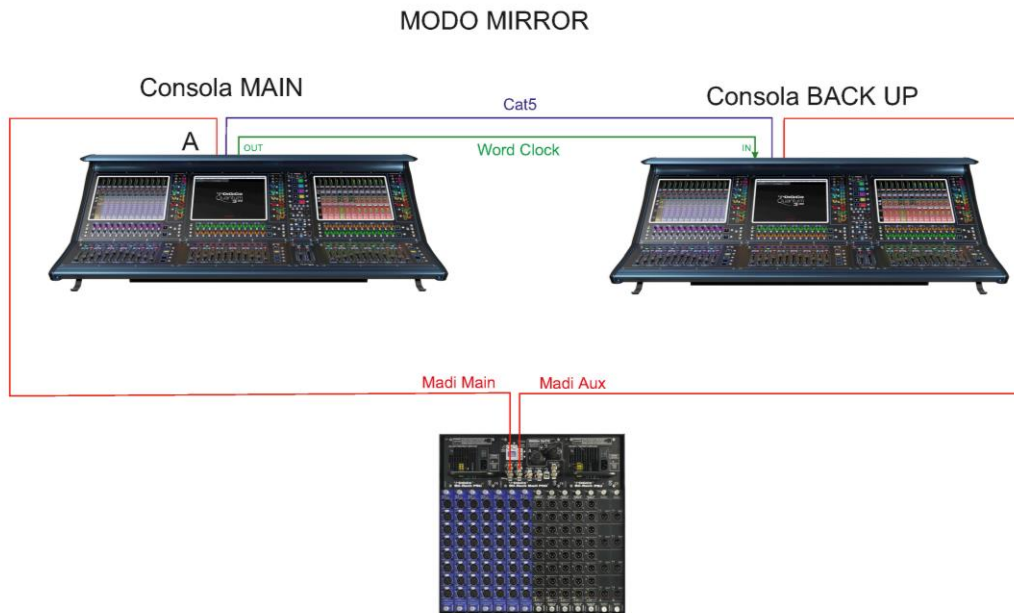 MODO MIRROR
Consola MAIN
Consola BACK UP
Cat5
A
OUT
Word Clock
IN
Madi Main
Madi Aux